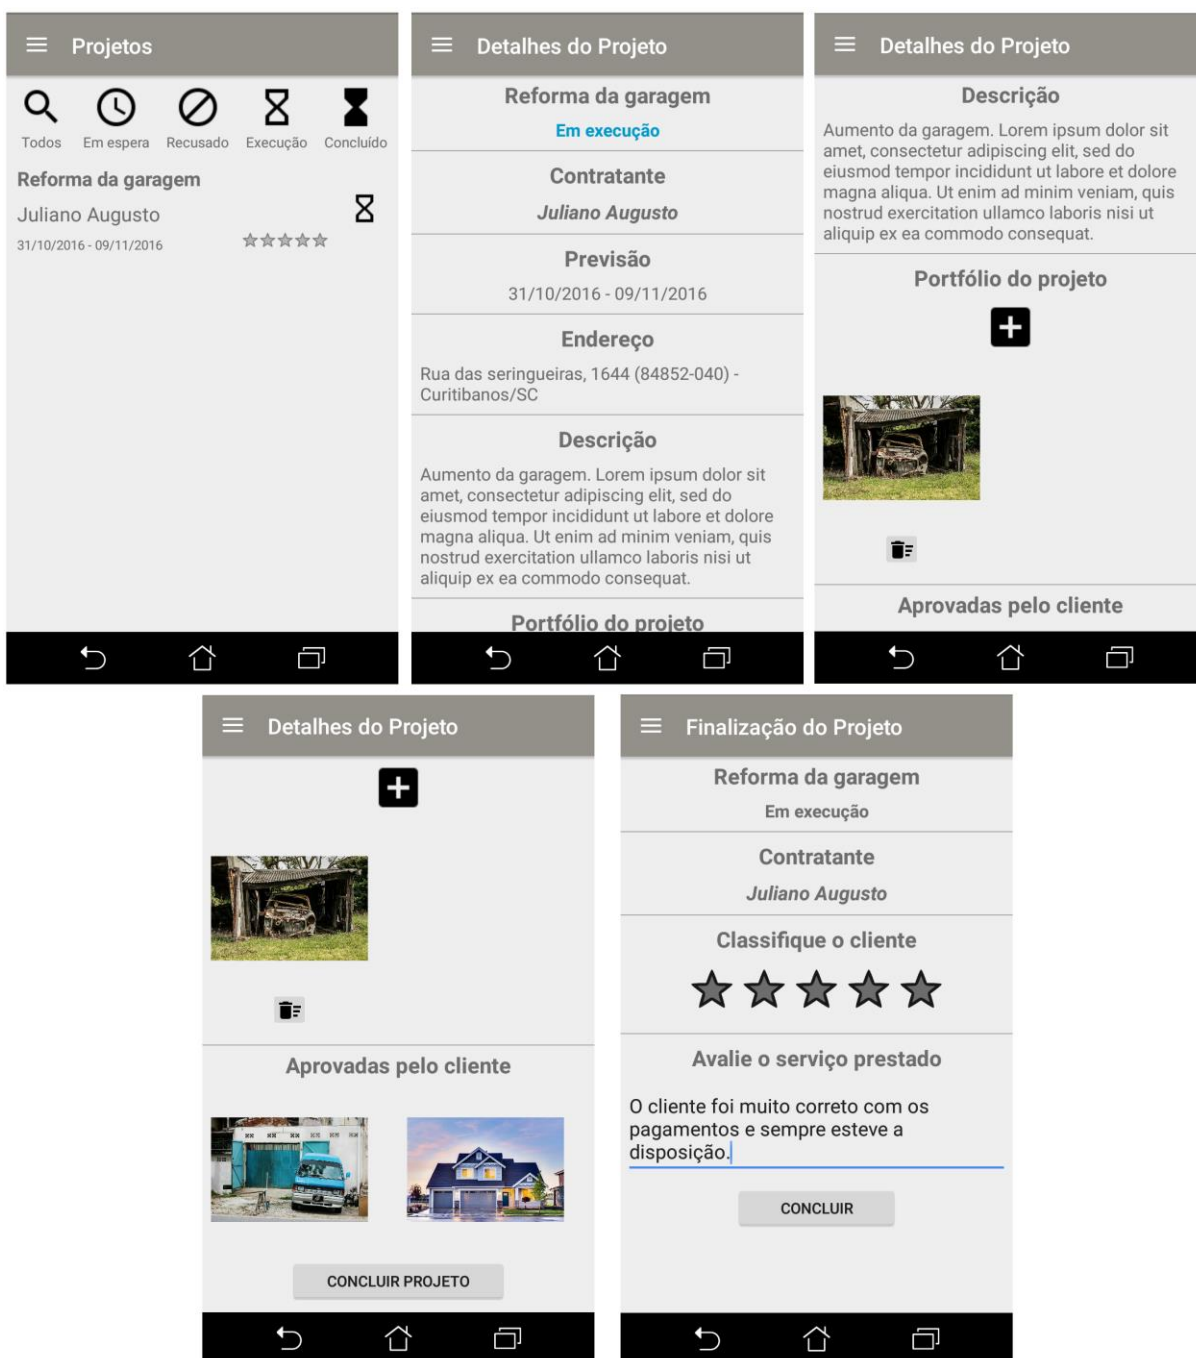 Projetos
Todos
Em espera
Recusado
Execução
Concluído
Reforma da garagem
Juliano Augusto
31/10/2016 - 09/11/2016
Detalhes do Projeto
Reforma da garagem
Em execução
Contratante
Juliano Augusto
Previsão
31/10/2016 - 09/11/2016
Endereço
Rua das seringueiras, 1644 (84852-040) -
Curitibanos/SC
Descrição
Aumento da garagem. Lorem ipsum dolor sit
amet, consectetur adipiscing elit, sed do
eiusmod tempor incididunt ut labore et dolore
magna aliqua. Ut enim ad minim veniam, quis
nostrud exercitation ullamco laboris nisi ut
aliquip ex ea commodo consequat.
Portfólio do projeto
Detalhes do Projeto
Descrição
Aumento da garagem. Lorem ipsum dolor sit
amet, consectetur adipiscing elit, sed do
eiusmod tempor incididunt ut labore et dolore
magna aliqua. Ut enim ad minim veniam, quis
nostrud exercitation ullamco laboris nisi ut
aliquip ex ea commodo consequat.
Portfólio do projeto
Aprovadas pelo cliente
Detalhes do Projeto
Aprovadas pelo cliente
CONCLUIR PROJETO
Finalização do Projeto
Reforma da garagem
Em execução
Contratante
Juliano Augusto
Classifique o cliente
Avalie o serviço prestado
O cliente foi muito correto com os
pagamentos e sempre esteve a
disposição.
CONCLUIR